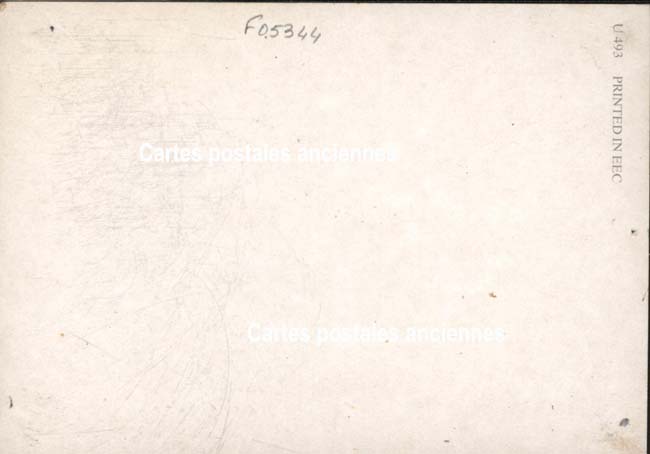 F05344
U 493 PRINTED IN EEC
Cartes postales anciennes
Cartes postales anciennes